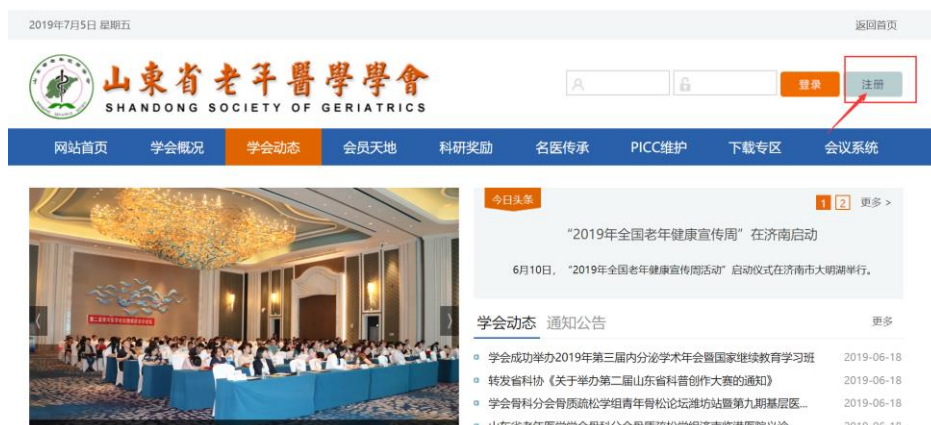 2019年7月5日 星期五
返回首页
山東省老年醫學學會
SHANDONG SOCIETY OF GERIATRICS
登录
注册
网站首页 学会概况 学会动态 会员天地 科研奖励 名医传承 PICC维护 下载专区 会议系统
今日头条
1 2 更多 >
“2019年全国老年健康宣传周”在济南启动
6月10日，“2019年全国老年健康宣传周活动”启动仪式在济南市大明湖举行。
学会动态 通知公告 更多
学会成功举办2019年第三届内分泌学术年会暨国家继续教育学习班 2019-06-18
转发省科协《关于举办第二届山东省科普创作大赛的通知》 2019-06-18
学会骨科分会骨质疏松学组青年骨松论坛潍坊站暨第九期基层医... 2019-06-18